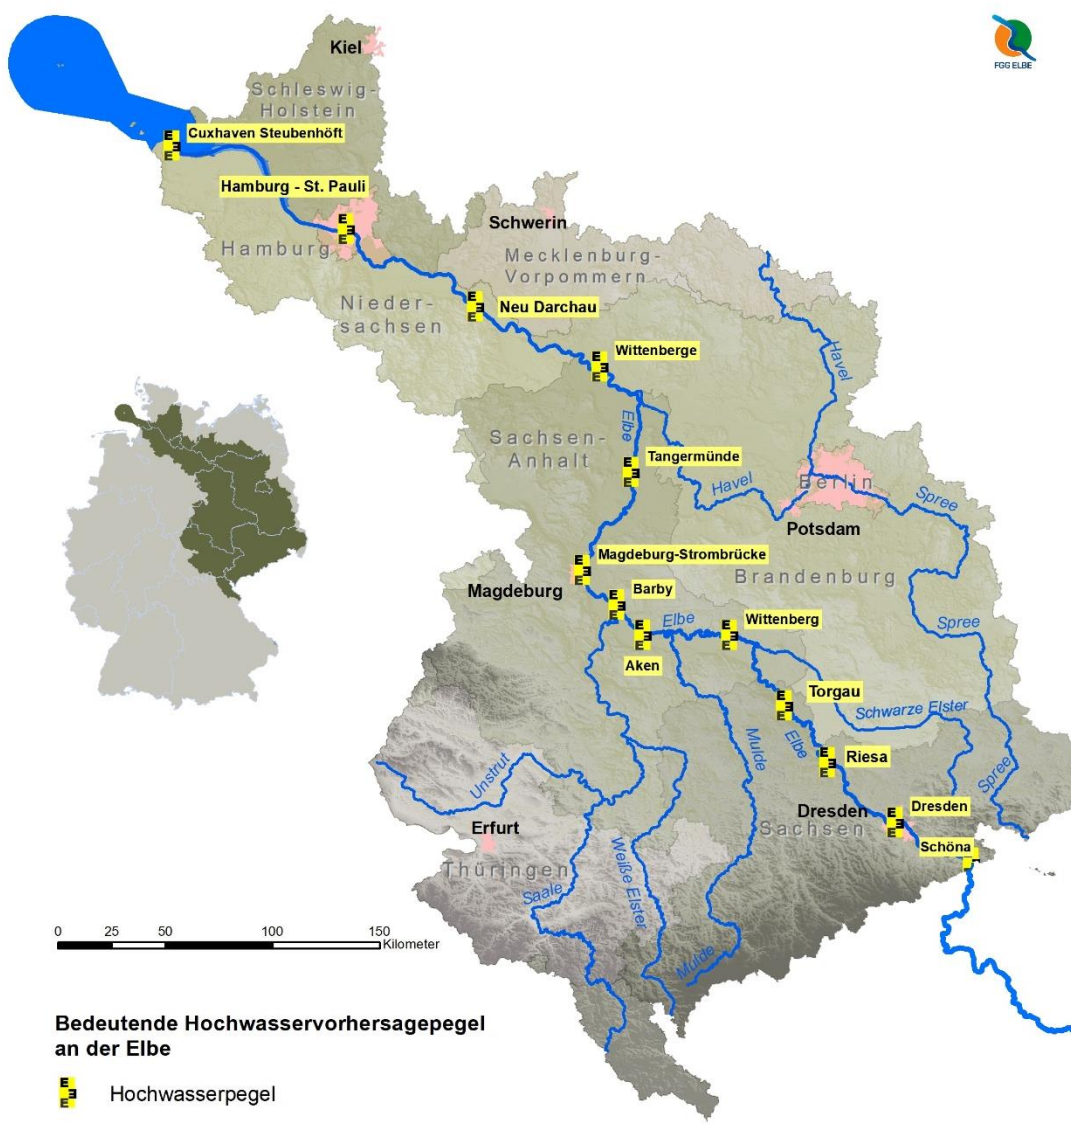 Kiel
FGG ELBE
Schleswig-
Holstein
Cuxhaven Steubenhöft
Hamburg - St. Pauli
Schwerin
Hamburg
Mecklenburg-
Vorpommern
Nieder-
sachsen
Neu Darchau
Havel
Wittenberge
Elbe
Sachsen-
Anhalt
Tangermünde
Havel
Berlin
Spree
Potsdam
Magdeburg-Strombrücke
Magdeburg
Brandenburg
Barby
Elbe
Wittenberg
Spree
Aken
Torgau
Schwarze Elster
Mulde
Elbe
Riesa
Spree
Unstrut
Dresden
Dresden
Sachsen
Erfurt
Schöna
Thüringen
Saale
Weiße Elster
Mulde
0 25 50 100 150
Kilometer
Bedeutende Hochwasservorhersagepegel
an der Elbe
Hochwasserpegel